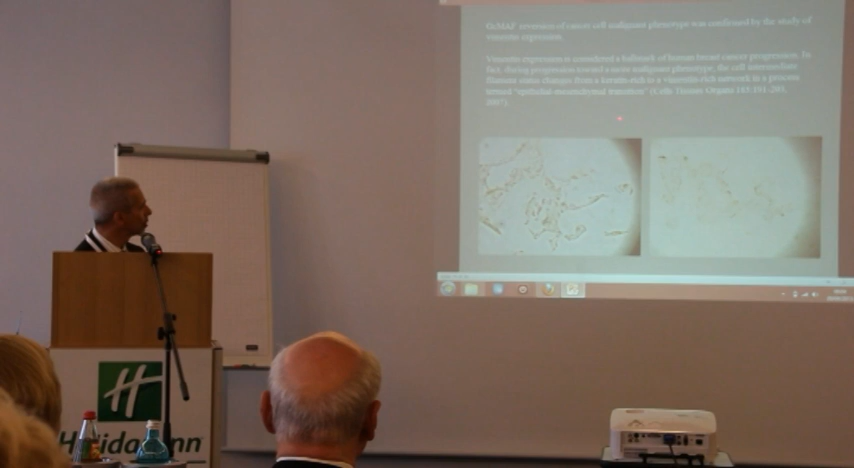 GcMAF reversion of cancer cell malignant phenotype was confirmed by the study of
vimentin expression.
Vimentin expression is considered a hallmark of human breast cancer progression. In
fact, during progression toward a more malignant phenotype, the cell intermediate
filament status changes from a keratin-rich to a vimentin-rich network in a process
termed "epithelial-mesenchymal transition" (Cells Tissues Organs
2007).
H
Holiday Inn